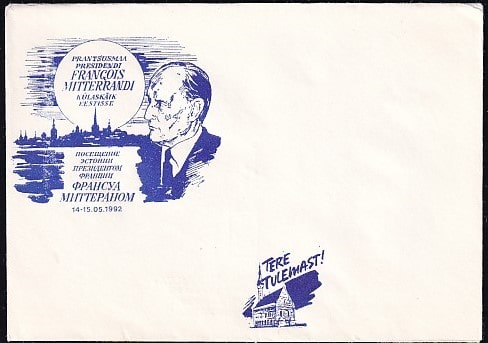 PRANTSUSMAA
PRESIDENDI
FRANÇOIS
MITTERRANDI
KÜLASKÄIK
EESTISSE
ПОСЕЩЕНИЕ
ЭСТОНИИ
ПРЕЗИДЕНТОМ
ФРАНЦИИ
ФРАНСУА
МИТТЕРАНОМ
14-15.05.1992
TERE
TULEMAST!